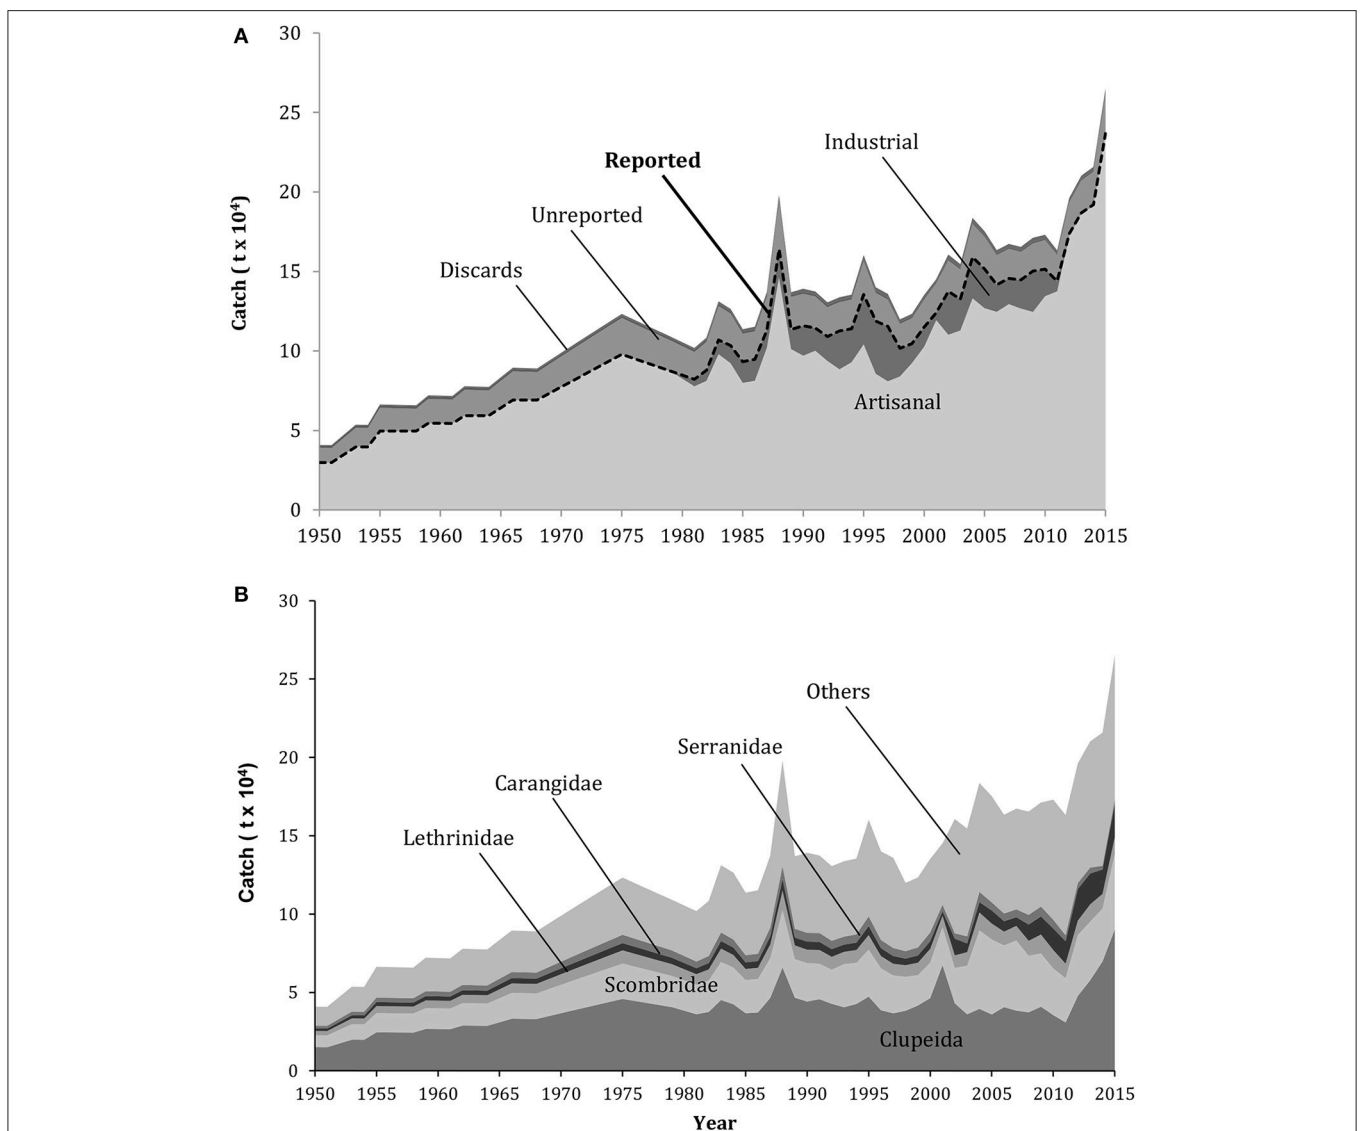 A
30
25
20
15
10
5
0
Catch ( t x 10⁴)
Industrial
Reported
Unreported
Discards
Artisanal
1950 1955 1960 1965 1970 1975 1980 1985 1990 1995 2000 2005 2010 2015
B
30
25
20
15
10
5
0
Catch ( t x 10⁴)
Others
Serranidae
Carangidae
Lethrinidae
Scombridae
Clupeida
1950 1955 1960 1965 1970 1975 1980 1985 1990 1995 2000 2005 2010 2015
Year